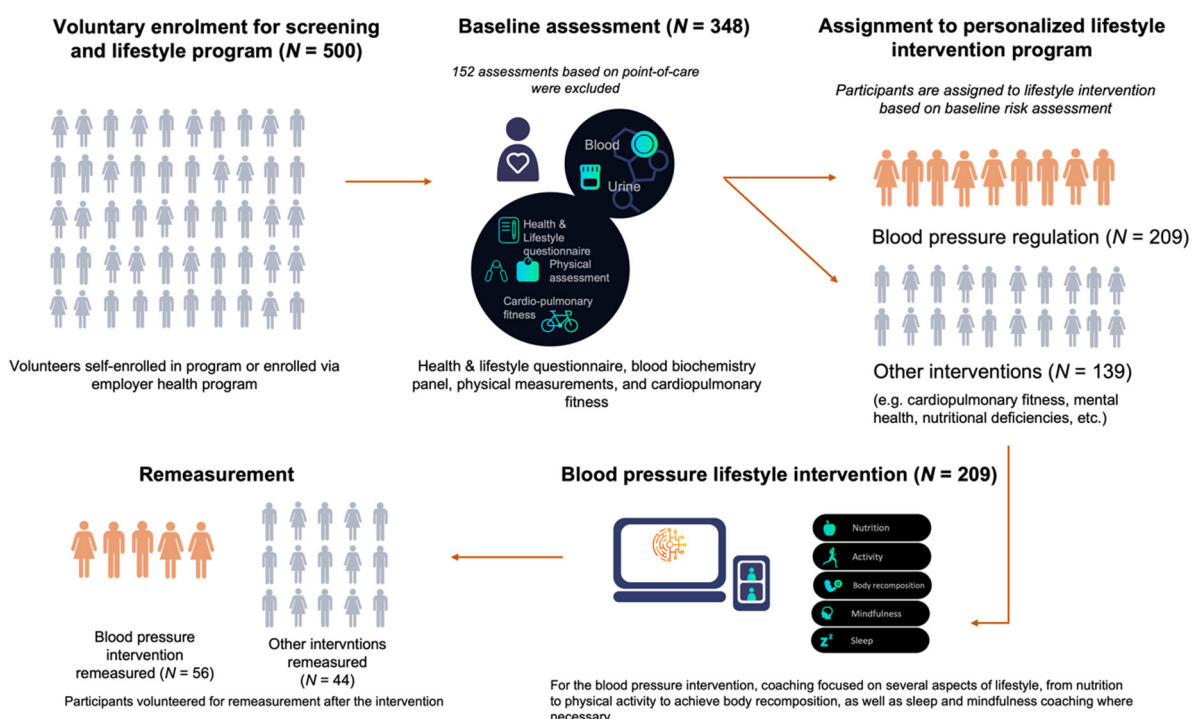 Voluntary enrolment for screening
and lifestyle program (N = 500)
Volunteers self-enrolled in program or enrolled via
employer health program
Baseline assessment (N = 348)
152 assessments based on point-of-care
were excluded
Blood
Urine
Health &
Lifestyle
questionnaire
Physical
assessment
Cardio-pulmonary
fitness
Health & lifestyle questionnaire, blood biochemistry
panel, physical measurements, and cardiopulmonary
fitness
Assignment to personalized lifestyle
intervention program
Participants are assigned to lifestyle intervention
based on baseline risk assessment
Blood pressure regulation (N = 209)
Other interventions (N = 139)
(e.g. cardiopulmonary fitness, mental
health, nutritional deficiencies, etc.)
Blood pressure lifestyle intervention (N = 209)
Nutrition
Activity
Body recomposition
Mindfulness
zzz
Sleep
For the blood pressure intervention, coaching focused on several aspects of lifestyle, from nutrition
to physical activity to achieve body recomposition, as well as sleep and mindfulness coaching where
necessary
Remeasurement
Blood pressure
intervention
remeasured (N = 56)
Other intervntions
remeasured
(N = 44)
Participants volunteered for remeasurement after the intervention